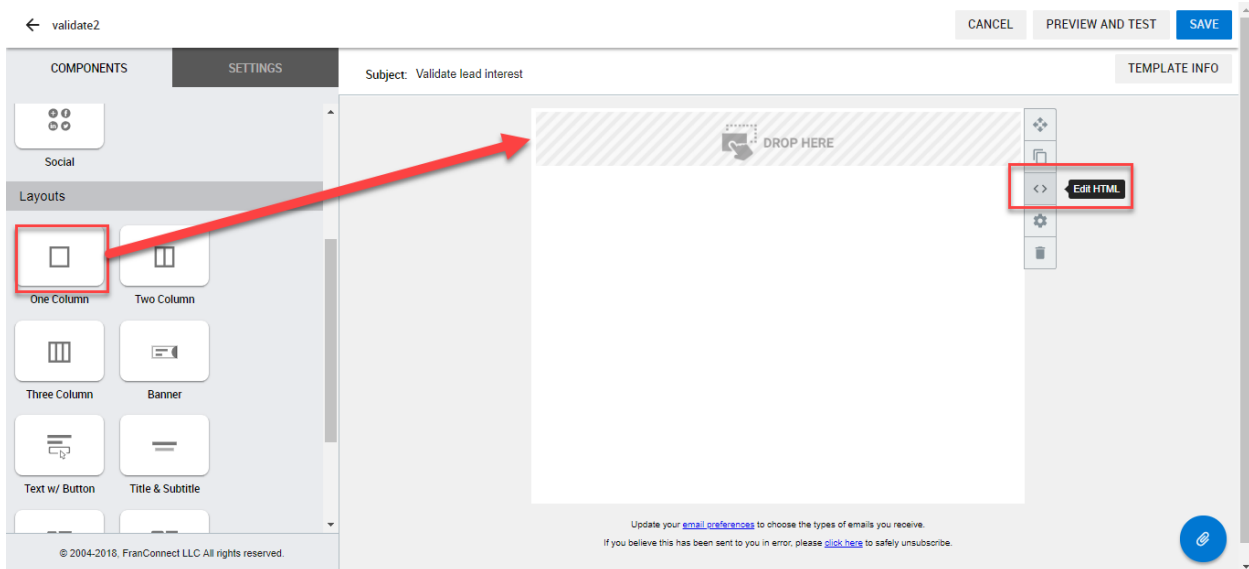 validate2
CANCEL
PREVIEW AND TEST
SAVE
COMPONENTS
SETTINGS
Subject: Validate lead interest
TEMPLATE INFO
Social
DROP HERE
Layouts
Edit HTML
One Column
Two Column
Three Column
Banner
Text w/ Button
Title & Subtitle
Update your email preferences to choose the types of emails you receive.
If you believe this has been sent to you in error, please click here to safely unsubscribe.
© 2004-2018, FranConnect LLC All rights reserved.